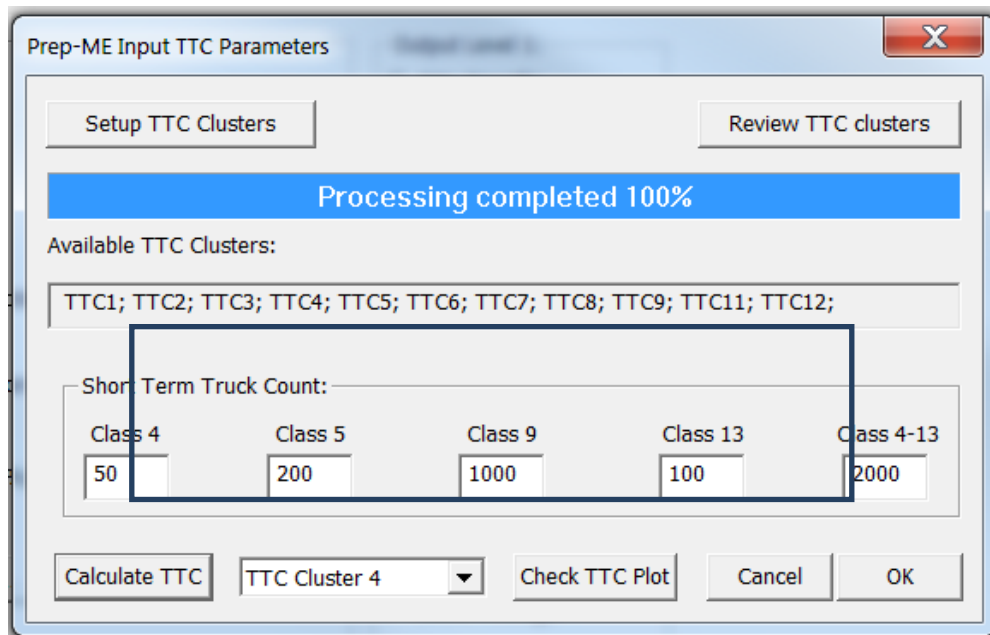 Prep-ME Input TTC Parameters
X
Setup TTC Clusters Review TTC clusters
Processing completed 100%
Available TTC Clusters:
TTC1; TTC2; TTC3; TTC4; TTC5; TTC6; TTC7; TTC8; TTC9; TTC11; TTC12;
Short Term Truck Count:
Class 4 Class 5 Class 9 Class 13 Class 4-13
50 200 1000 100 2000
Calculate TTC TTC Cluster 4 Check TTC Plot Cancel OK